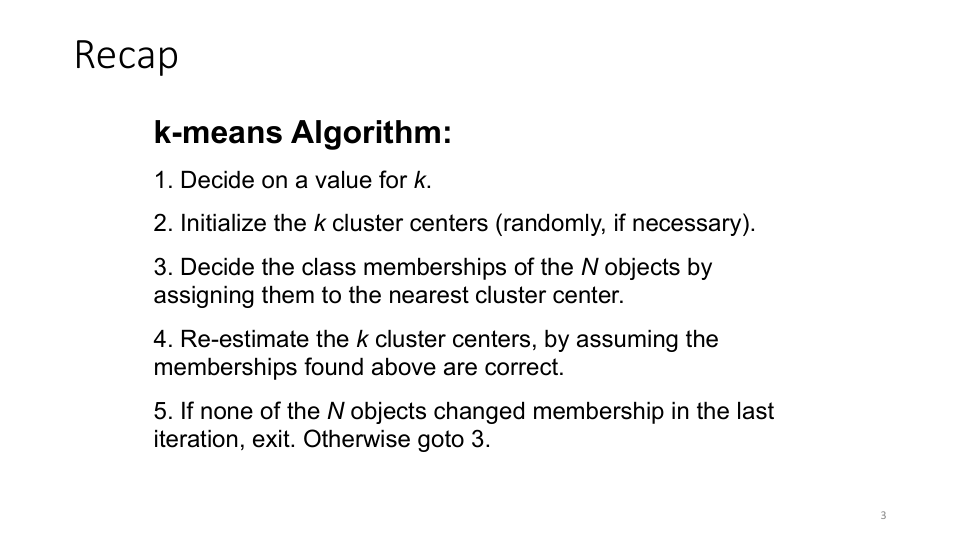 Recap
k-means Algorithm:
1. Decide on a value for k.
2. Initialize the k cluster centers (randomly, if necessary).
3. Decide the class memberships of the N objects by
assigning them to the nearest cluster center.
4. Re-estimate the k cluster centers, by assuming the
memberships found above are correct.
5. If none of the N objects changed membership in the last
iteration, exit. Otherwise goto 3.
3